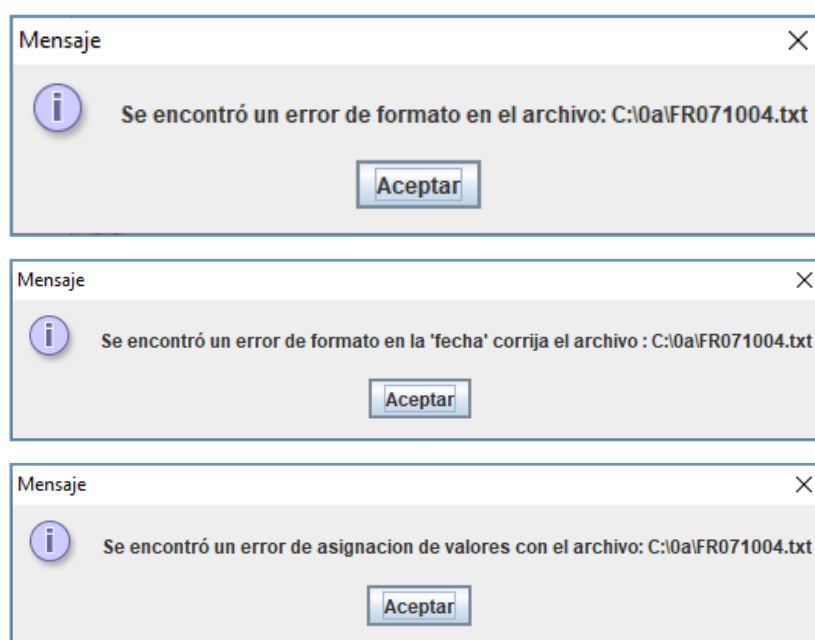 Mensaje
Se encontró un error de formato en el archivo: C:\0a\FR071004.txt
Aceptar
Mensaje
Se encontró un error de formato en la 'fecha' corrija el archivo : C:\0a\FR071004.txt
Aceptar
Mensaje
Se encontró un error de asignacion de valores con el archivo: C:\0a\FR071004.txt
Aceptar